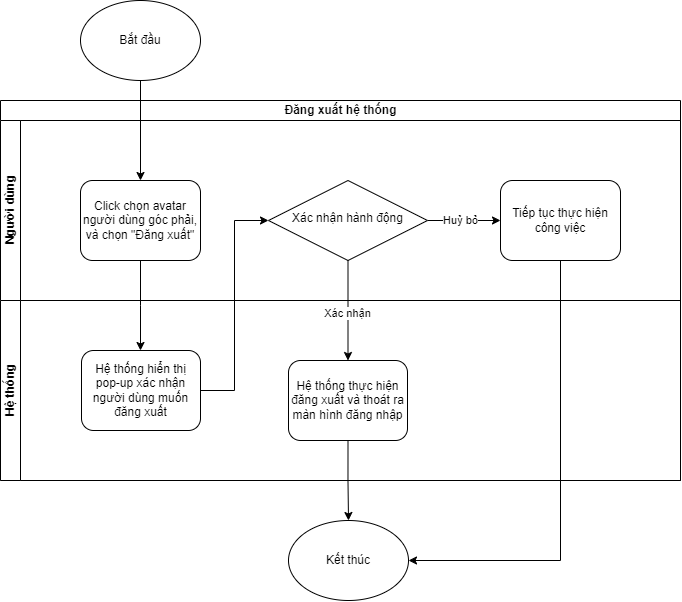 Bắt đầu
Đăng xuất hệ thống
Người dùng
Click chọn avatar
người dùng góc phải,
và chọn "Đăng xuất"
Xác nhận hành động
Huỷ bỏ
Tiếp tục thực hiện
công việc
Xác nhận
Hệ thống
Hệ thống hiển thị
pop-up xác nhận
người dùng muốn
đăng xuất
Hệ thống thực hiện
đăng xuất và thoát ra
màn hình đăng nhập
Kết thúc